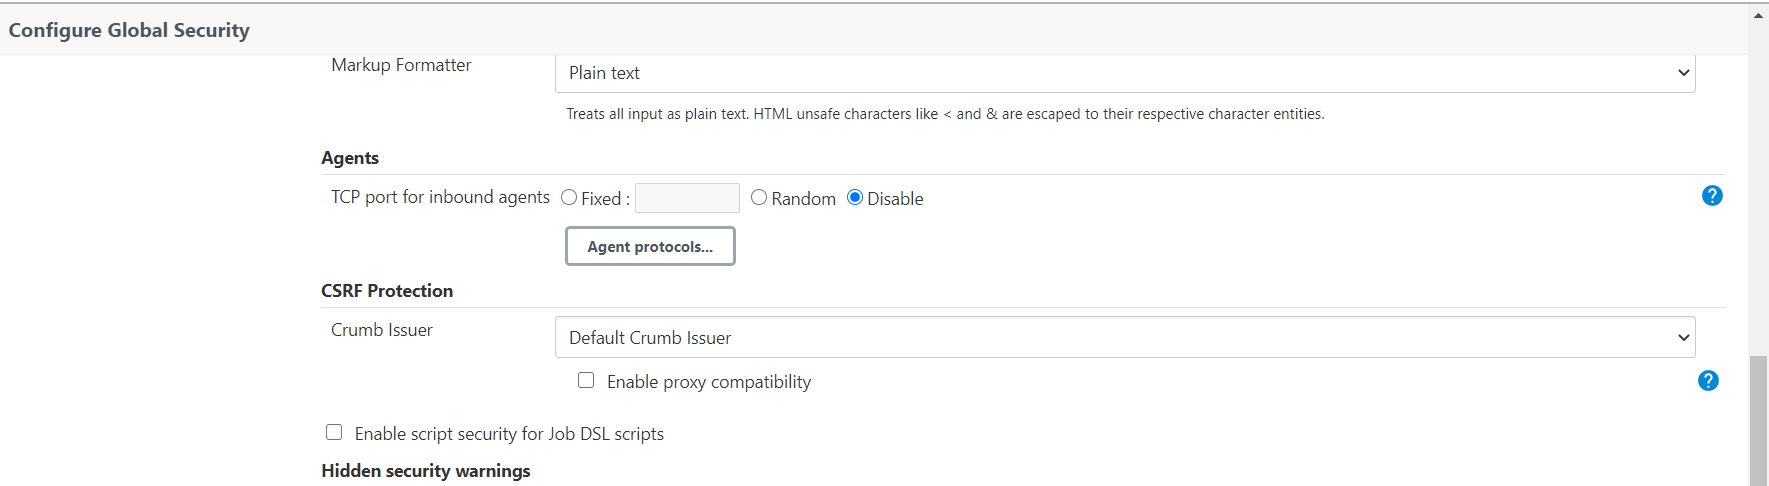 Configure Global Security
Markup Formatter
Plain text
Treats all input as plain text. HTML unsafe characters like < and & are escaped to their respective character entities.
Agents
TCP port for inbound agents Fixed : Random Disable
?
Agent protocols...
CSRF Protection
Crumb Issuer
Default Crumb Issuer
Enable proxy compatibility
?
Enable script security for Job DSL scripts
Hidden security warnings